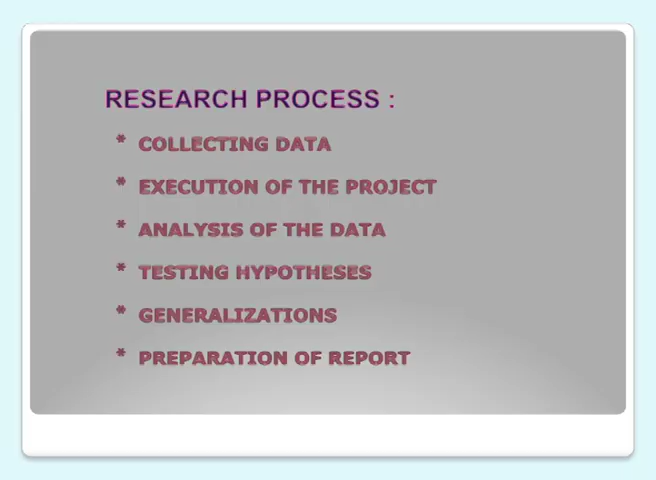 RESEARCH PROCESS :
* COLLECTING DATA
* EXECUTION OF THE PROJECT
* ANALYSIS OF THE DATA
* TESTING HYPOTHESES
* GENERALIZATIONS
* PREPARATION OF REPORT